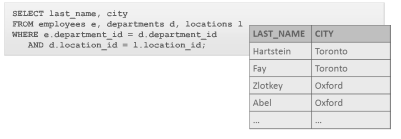 SELECT last_name, city
FROM employees e, departments d, locations l
WHERE e.department_id = d.department_id
AND d.location_id = l.location_id;
LAST_NAME CITY
Hartstein Toronto
Fay Toronto
Zlotkey Oxford
Abel Oxford
... ...